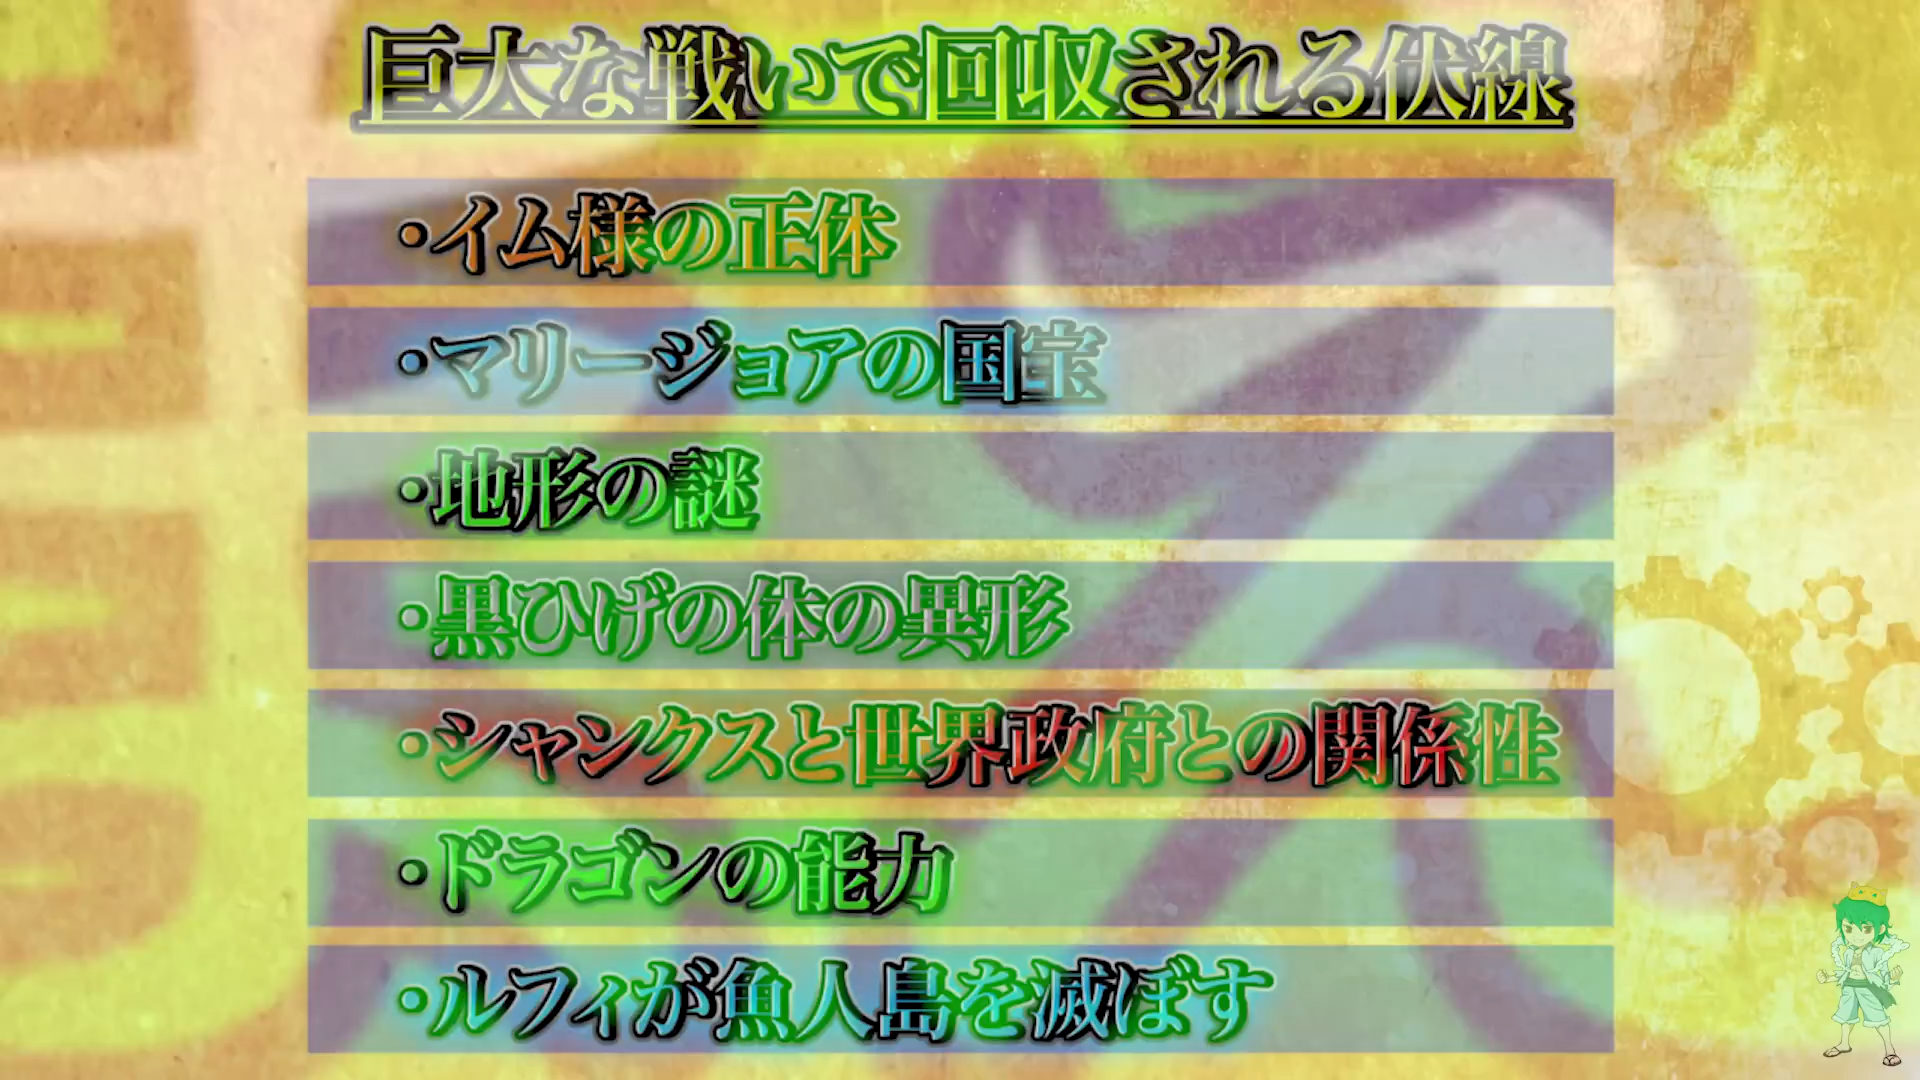 巨大な戦いで回収される伏線
・イム様の正体
・マリージョアの国宝
・地形の謎
・黒ひげの体の異形
・シャンクスと世界政府との関係性
・ドラゴンの能力
・ルフィが魚人島を滅ぼす